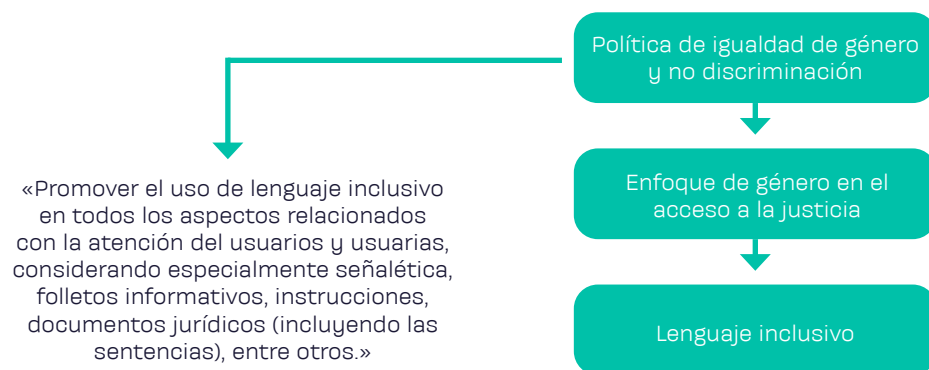 Política de igualdad de género
y no discriminación
«Promover el uso de lenguaje inclusivo
en todos los aspectos relacionados
con la atención del usuarios y usuarias,
considerando especialmente señalética,
folletos informativos, instrucciones,
documentos jurídicos (incluyendo las
sentencias), entre otros.»
Enfoque de género en el
acceso a la justicia
Lenguaje inclusivo